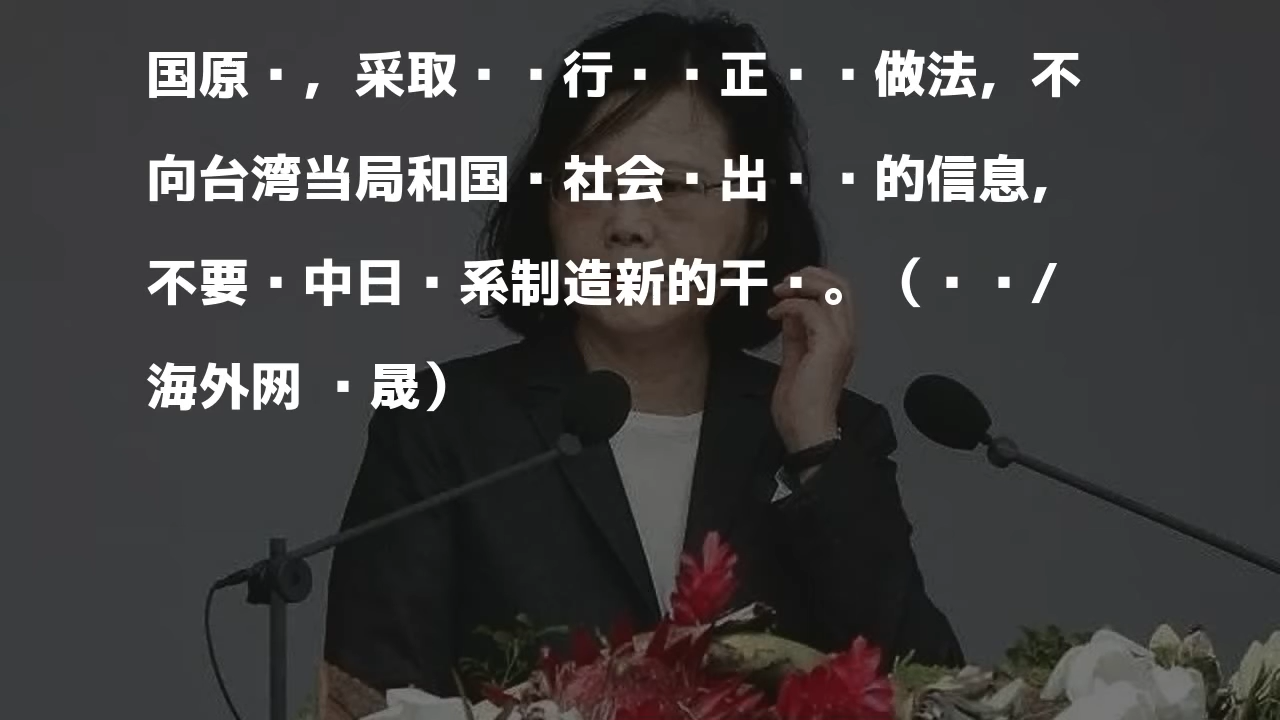 国原▪，采取▪▪行▪▪正▪▪做法，不
向台湾当局和国▪社会▪出▪▪的信息，
不要▪中日▪系制造新的干▪。（▪▪/
海外网 ▪晟）